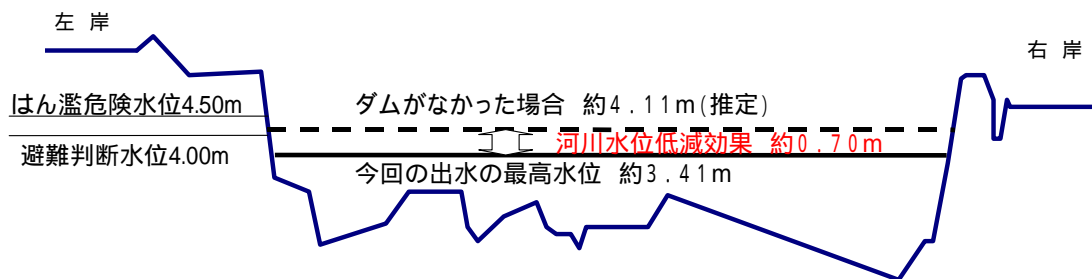 左 岸
右 岸
はん濫危険水位4.50m
ダムがなかった場合 約4.11m(推定)
河川水位低減効果 約0.70m
避難判断水位4.00m
今回の出水の最高水位 約3.41m